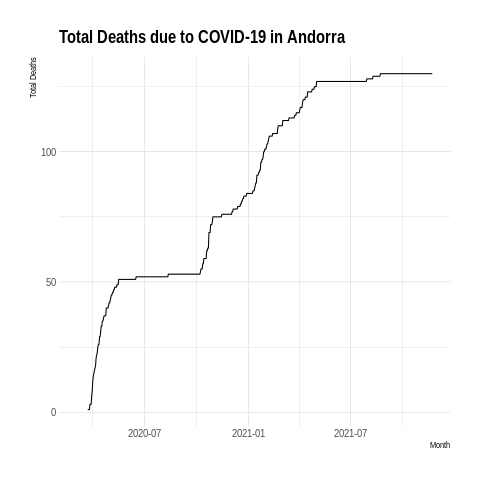 Total Deaths due to COVID-19 in Andorra
Total Deaths
100
50
0
2020-07
2021-01
2021-07
Month